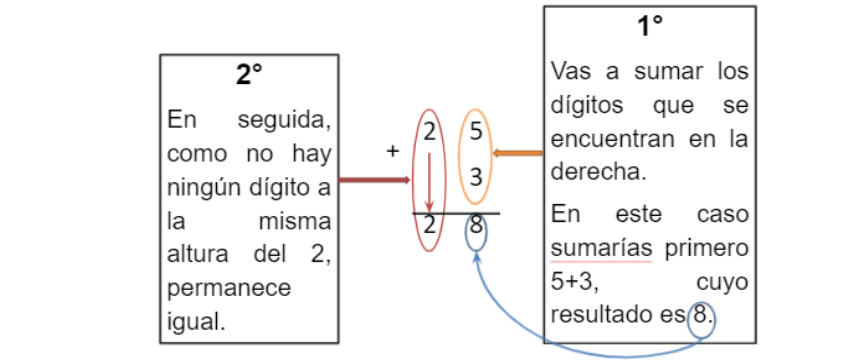 1°
Vas a sumar los
dígitos que se
encuentran en la
derecha.
En este caso
sumarías primero
5+3, cuyo
resultado es 8.
2°
En seguida,
como no hay
ningún dígito a
la misma
altura del 2,
permanece
igual.
2 5
+ 3
2 8